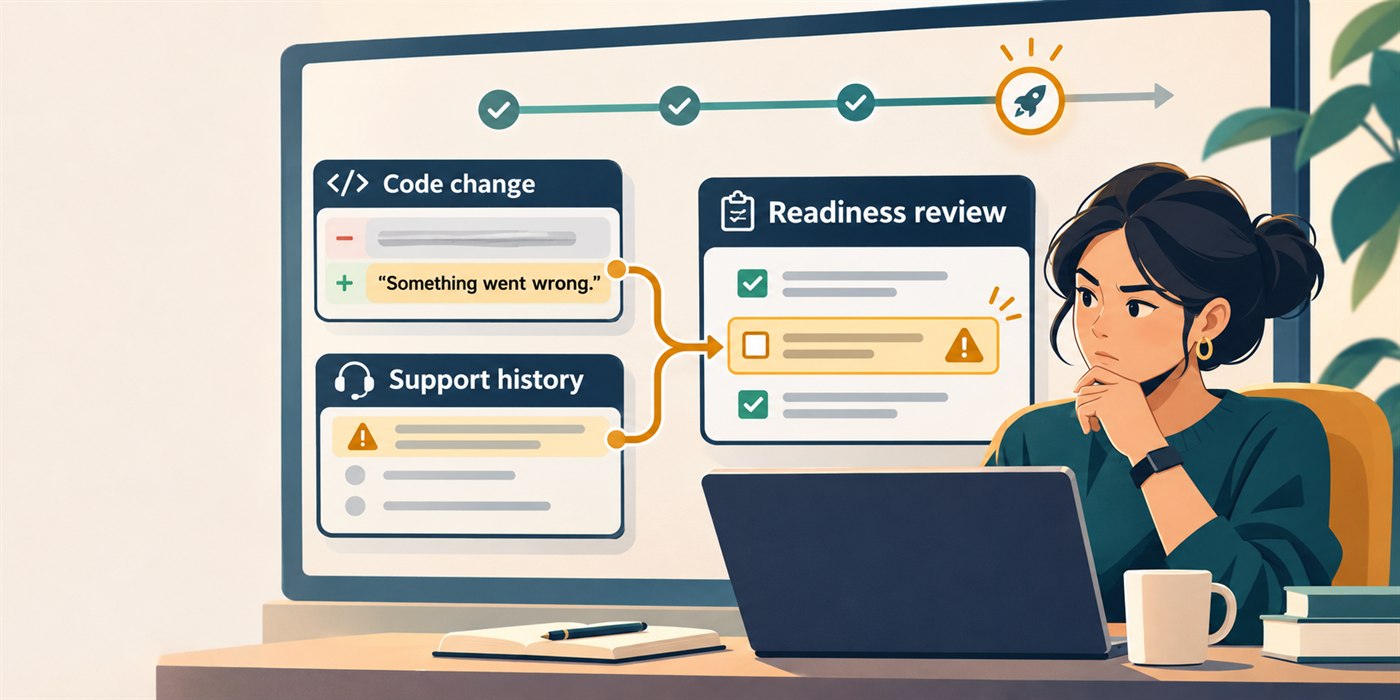 Code change
“Something went wrong.”
Support history
Readiness review